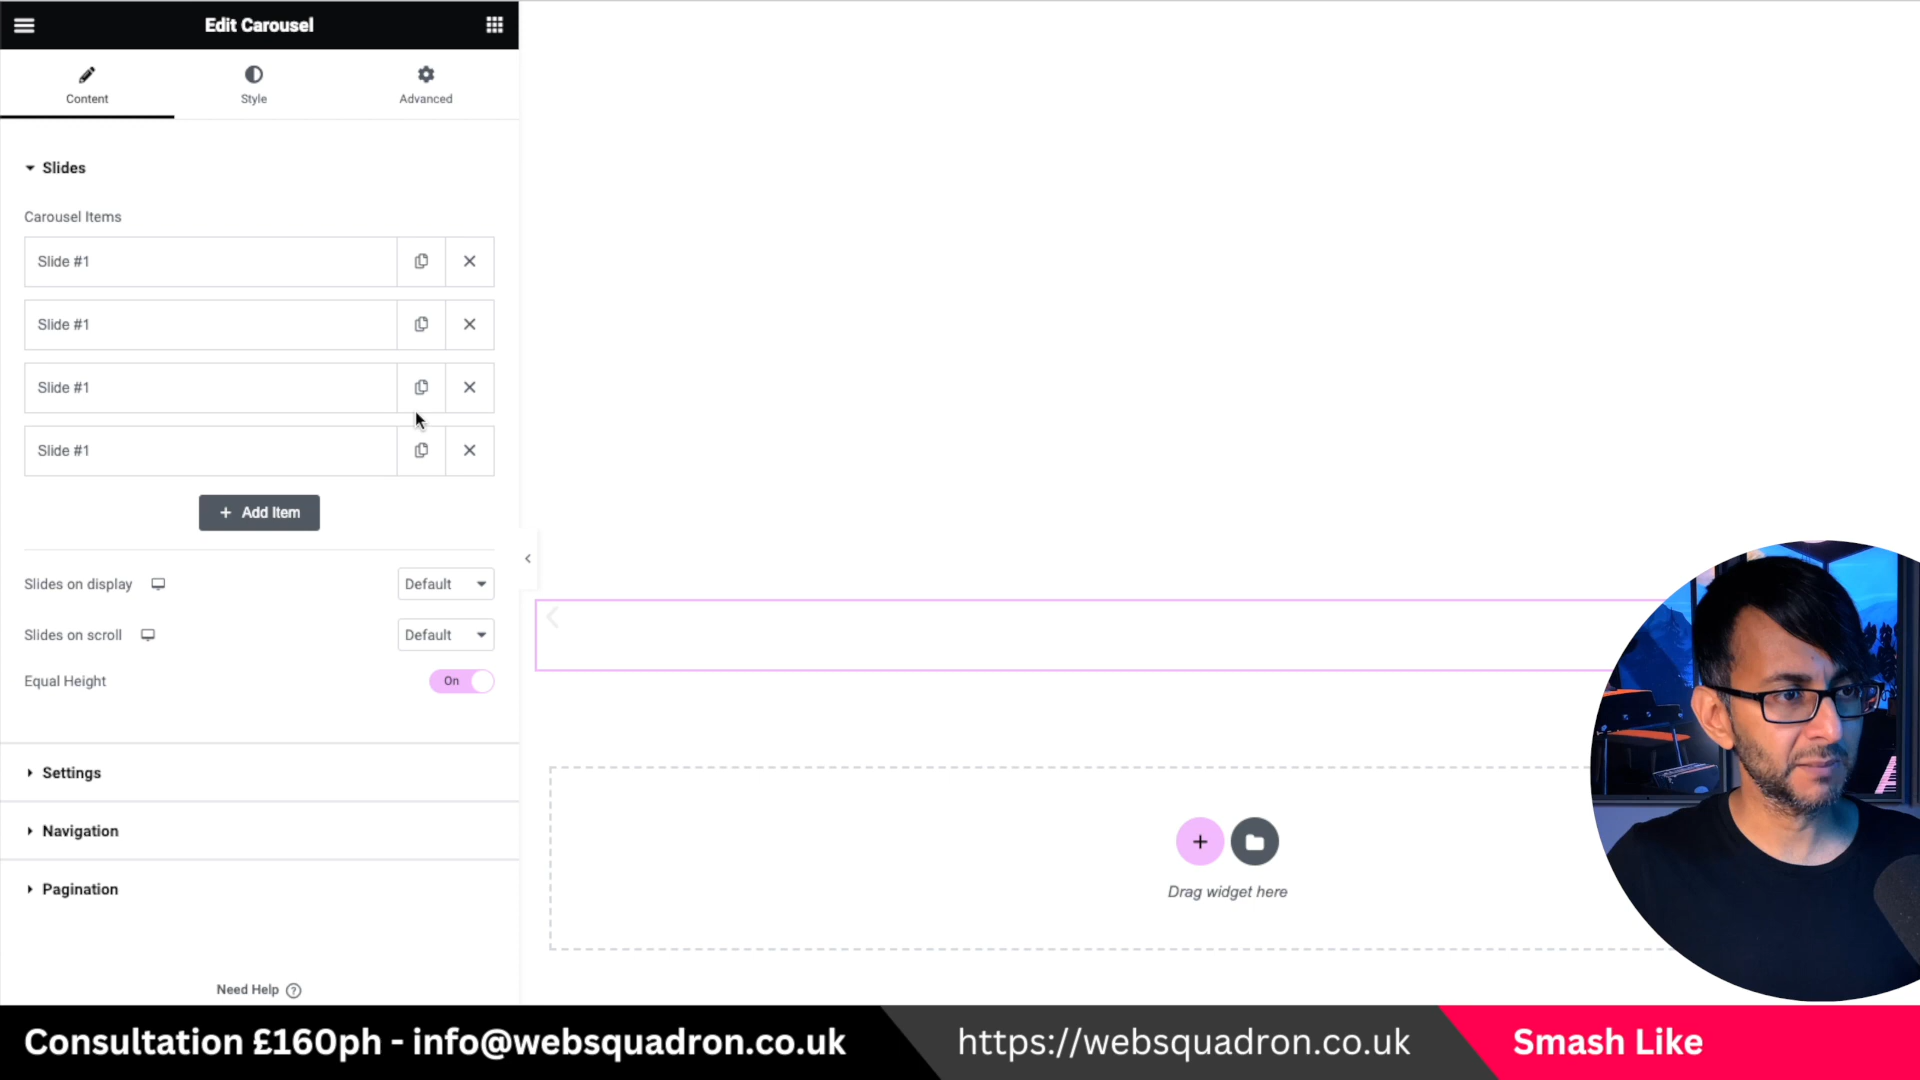 Edit Carousel
Content
Style
Advanced
Slides
Carousel Items
Slide #1
Slide #1
Slide #1
Slide #1
+ Add Item
Slides on display
Default
Slides on scroll
Default
Equal Height
On
Settings
Navigation
Pagination
Need Help ?
Drag widget here
Consultation £160ph - info@websquadron.co.uk
https://websquadron.co.uk
Smash Like